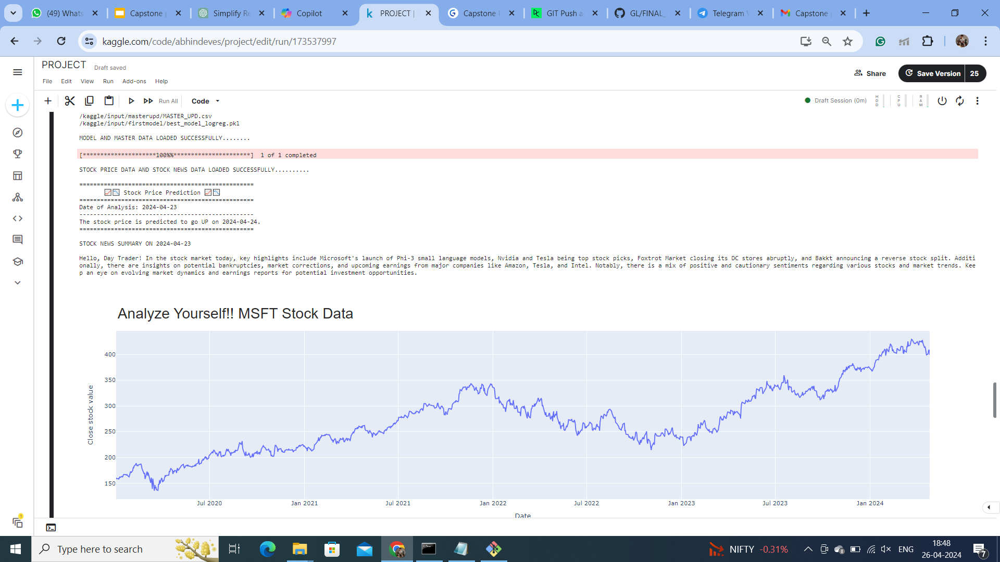 (49) Whats
Capstone
Simplify Re
Copilot
PROJECT |
Capstone
GIT Push a
GL/FINAL_
Telegram
Capstone
kaggle.com/code/abhindeves/project/edit/run/173537997
PROJECT Draft saved
File Edit View Run Add-ons Help
Share
Save Version 25
Run All
Code
Draft Session (0m)
HDD
CPU
RAM
/kaggle/input/masterupd/MASTER_UPD.csv
/kaggle/input/firstmodel/best_model_logreg.pkl
MODEL AND MASTER DATA LOADED SUCCESSFULLY........
[*********************100%%**********************]  1 of 1 completed
STOCK PRICE DATA AND STOCK NEWS DATA LOADED SUCCESSFULLY..........
==================================================
📈📉 Stock Price Prediction 📈📉
==================================================
Date of Analysis: 2024-04-23
--------------------------------------------------
The stock price is predicted to go UP on 2024-04-24.
==================================================
STOCK NEWS SUMMARY ON 2024-04-23
Hello, Day Trader! In the stock market today, key highlights include Microsoft's launch of Phi-3 small language models, Nvidia and Tesla being top stock picks, Foxtrot Market closing its DC stores abruptly, and Bakkt announcing a reverse stock split. Additi
onally, there are insights on potential bankruptcies, market corrections, and upcoming earnings from major companies like Amazon, Tesla, and Intel. Notably, there is a mix of positive and cautionary sentiments regarding various stocks and market trends. Kee
p an eye on evolving market dynamics and earnings reports for potential investment opportunities.
Analyze Yourself!! MSFT Stock Data
400
350
300
250
200
150
Close stock value
Jul 2020
Jan 2021
Jul 2021
Jan 2022
Jul 2022
Jan 2023
Jul 2023
Jan 2024
Date
1
Type here to search
NIFTY -0.31%
ENG
18:48
26-04-2024
7